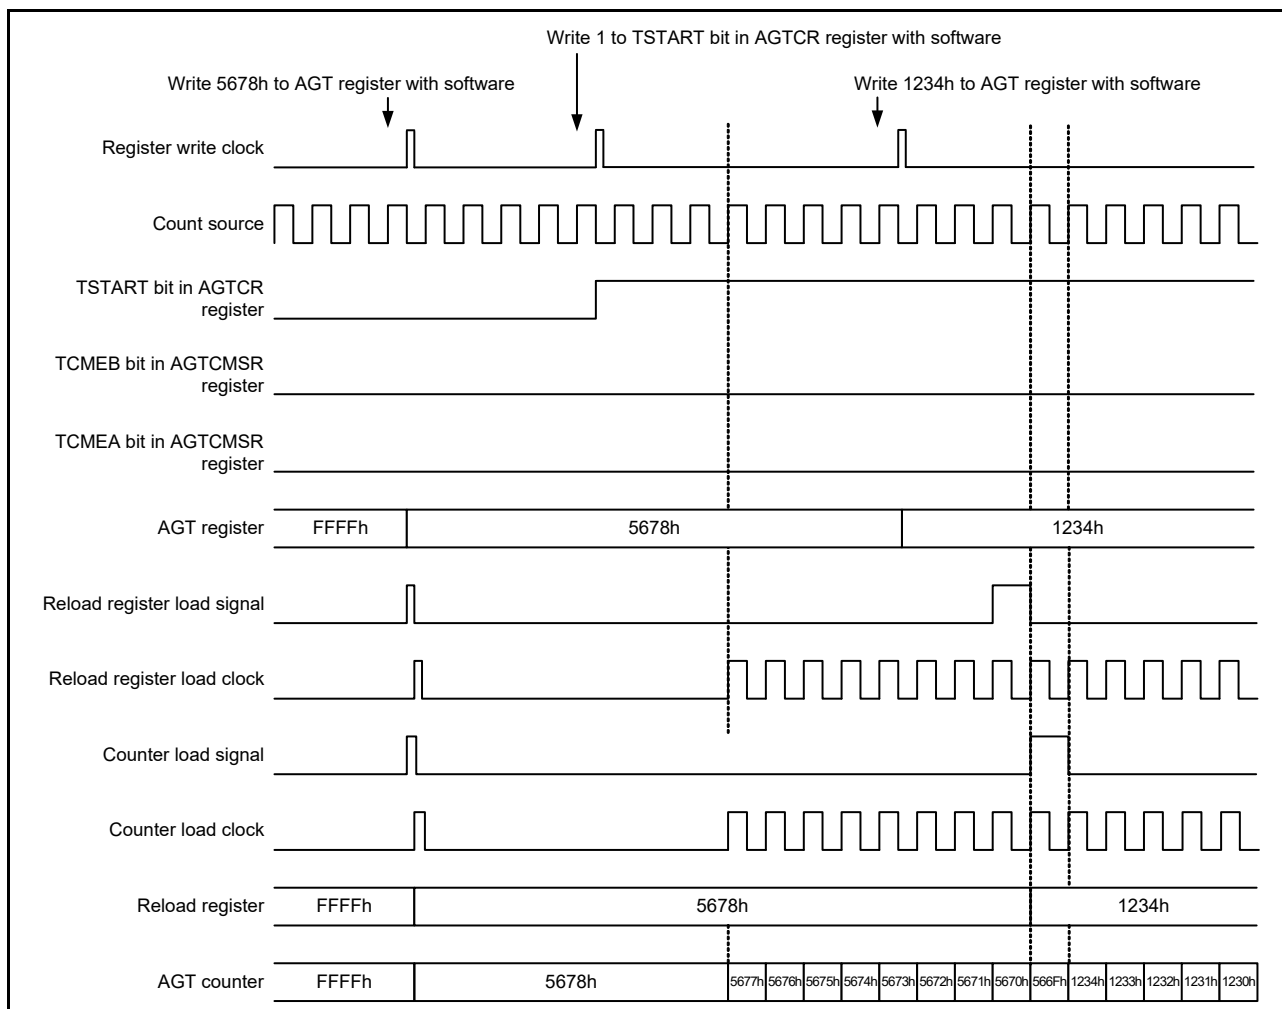 Write 1 to TSTART bit in AGTCR register with software
Write 5678h to AGT register with software
Write 1234h to AGT register with software
Register write clock
Count source
TSTART bit in AGTCR
register
TCMEB bit in AGTCMSR
register
TCMEA bit in AGTCMSR
register
AGT register FFFFh 5678h 1234h
Reload register load signal
Reload register load clock
Counter load signal
Counter load clock
Reload register FFFFh 5678h 1234h
AGT counter FFFFh 5678h 5677h 5676h 5675h 5674h 5673h 5672h 5671h 5670h 566Fh 1234h 1233h 1232h 1231h 1230h